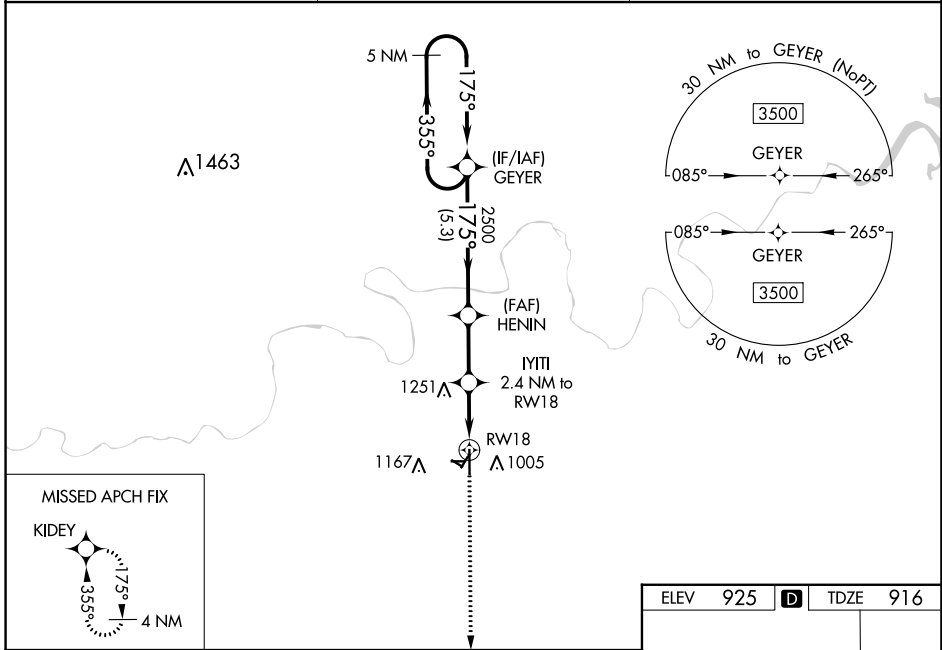 5 NM
175°
355°
(IF/IAF)
GEYER
1463
2500
175°
(5.3)
(FAF)
HENIN
IYITI
2.4 NM to
RW18
1251
RW18
1167
1005
30 NM to GEYER (NoPT)
3500
GEYER
085°
265°
085°
265°
GEYER
3500
30 NM to GEYER
MISSED APCH FIX
KIDEY
175°
355°
4 NM
ELEV 925 D TDZE 916